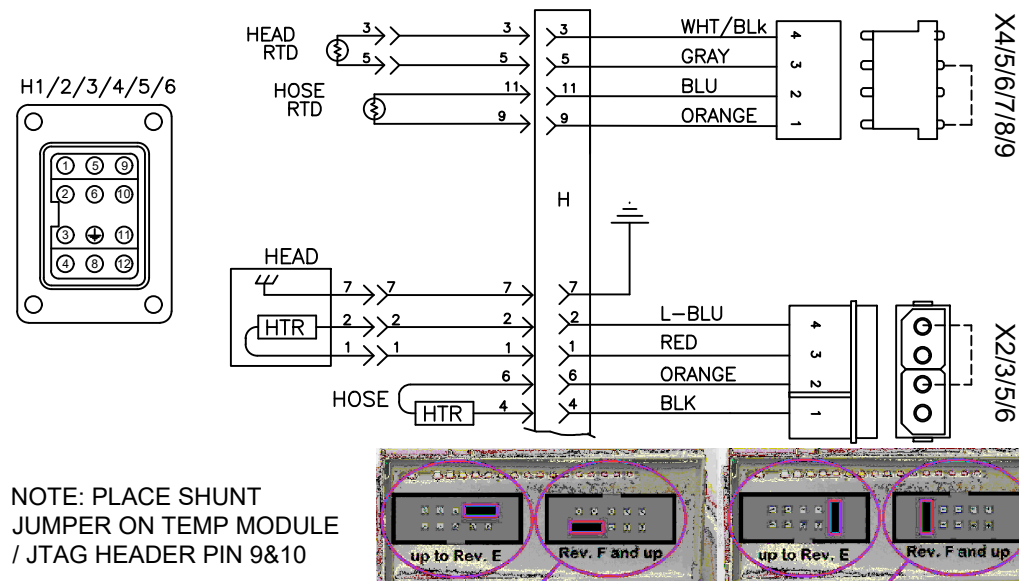 H1/2/3/4/5/6
1 5 9
2 6 10
3 11
4 8 12
HEAD
RTD
3 3 3 WHT/BLk 4
5 5 5 GRAY 3
HOSE
RTD
11 11 BLU 2
9 9 ORANGE 1
X4/5/6/7/8/9
H
HEAD
7 7 7 7
HTR 2 2 2 2 L-BLU 4
1 1 1 1 RED 3
6 6 ORANGE 2
HOSE HTR 4 4 BLK 1
X2/3/5/6
NOTE: PLACE SHUNT
JUMPER ON TEMP MODULE
/ JTAG HEADER PIN 9&10
up to Rev. E
Rev. F and up
up to Rev. E
Rev. F and up